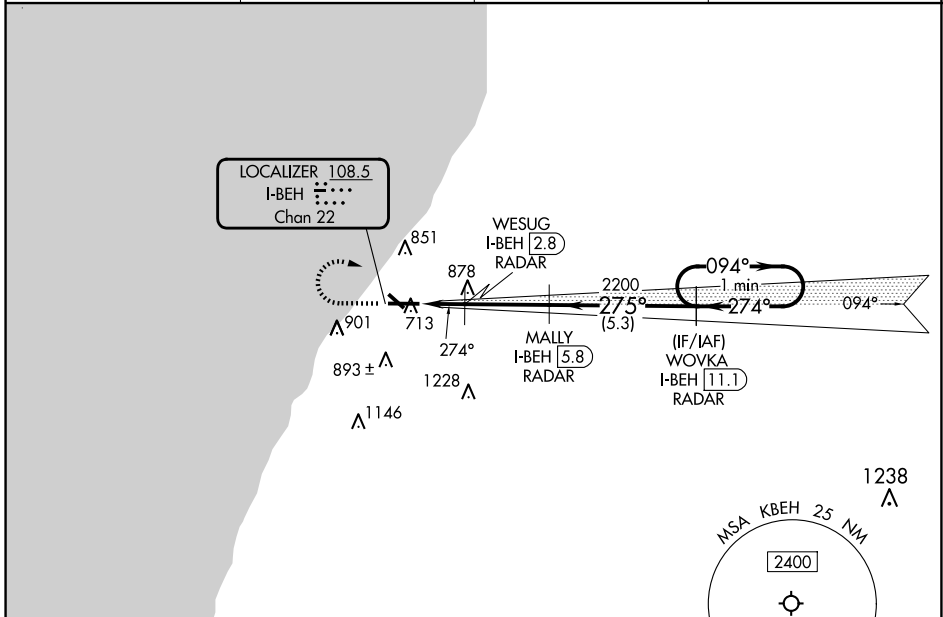 LOCALIZER 108.5
I-BEH
Chan 22
851
WESUG
I-BEH 2.8
RADAR
878
094°
2200
1 min
275°
274°
094°
(5.3)
901
713
274°
MALLY
I-BEH 5.8
RADAR
(IF/IAF)
WOVKA
I-BEH 11.1
RADAR
893 ±
1228
1146
1238
MSA KBEH 25 NM
2400